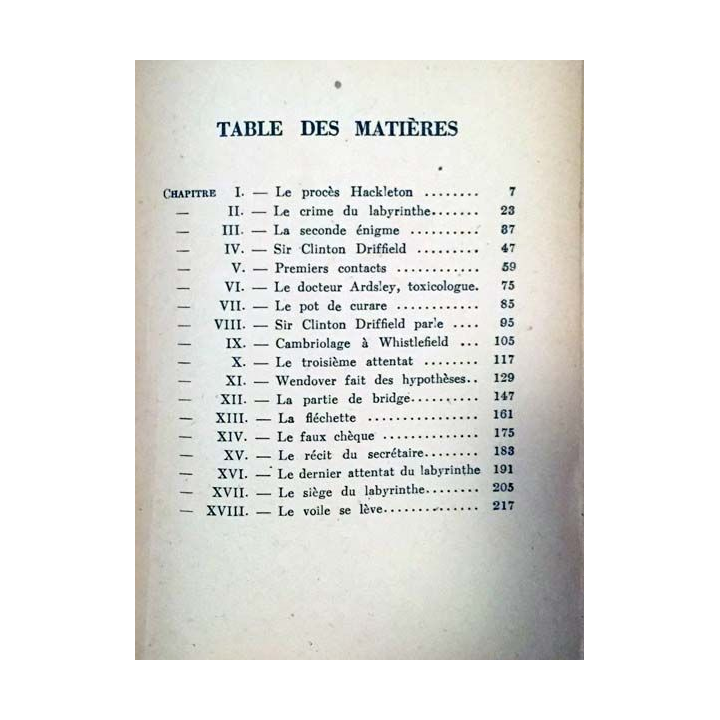 TABLE DES MATIÈRES
CHAPITRE I. — Le procès Hackleton ........ 7
— II. — Le crime du labyrinthe....... 23
— III. — La seconde énigme .......... 37
— IV. — Sir Clinton Driffield ......... 47
— V. — Premiers contacts ............ 59
— VI. — Le docteur Ardsley, toxicologue. 75
— VII. — Le pot de curare ............ 85
— VIII. — Sir Clinton Driffield parle .... 95
— IX. — Cambriolage à Whistlefield ... 105
— X. — Le troisième attentat ........ 117
— XI. — Wendover fait des hypothèses.. 129
— XII. — La partie de bridge.......... 147
— XIII. — La fléchette ................ 161
— XIV. — Le faux chèque .............. 175
— XV. — Le récit du secrétaire........ 183
— XVI. — Le dernier attentat du labyrinthe 191
— XVII. — Le siège du labyrinthe........ 205
— XVIII. — Le voile se lève.............. 217